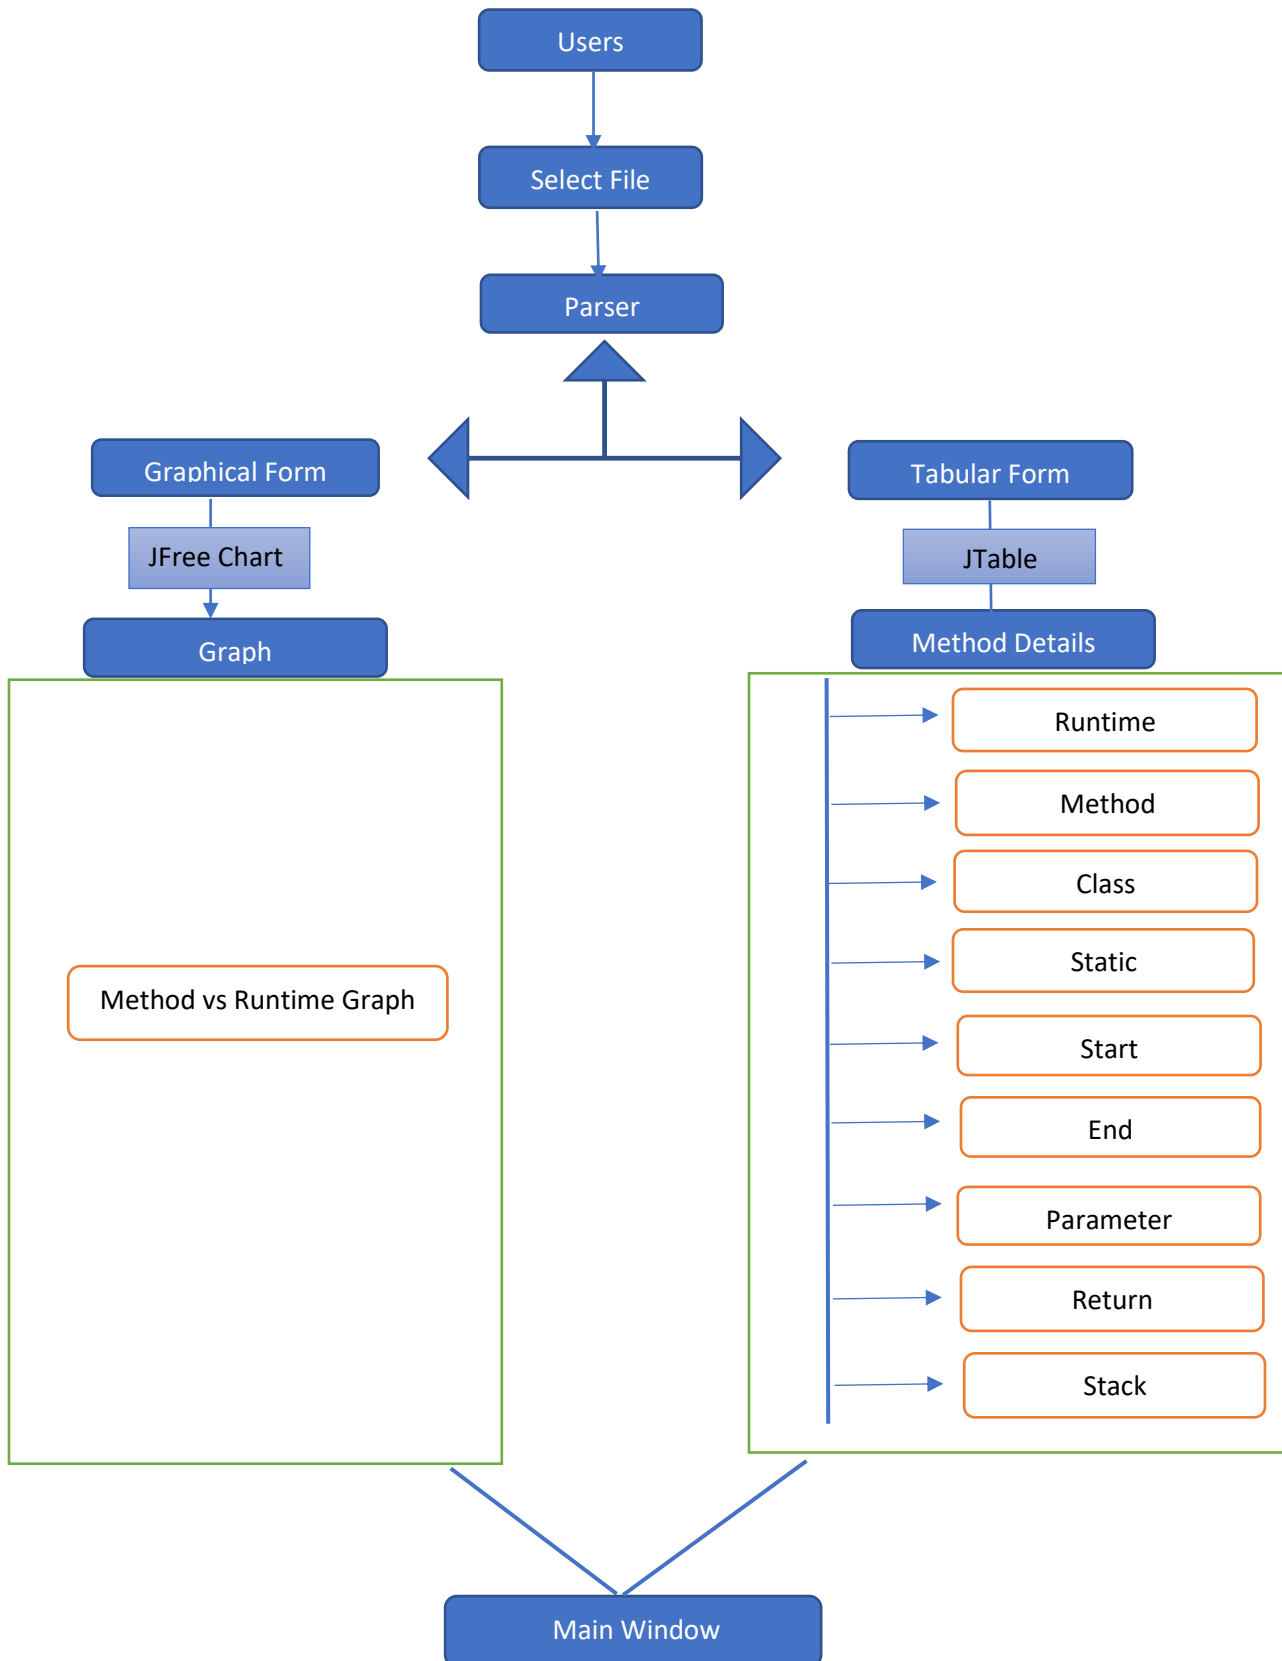 Users
Select File
Parser
Graphical Form
Tabular Form
JFree Chart
JTable
Graph
Method Details
Runtime
Method
Class
Static
Method vs Runtime Graph
Start
End
Parameter
Return
Stack
Main Window